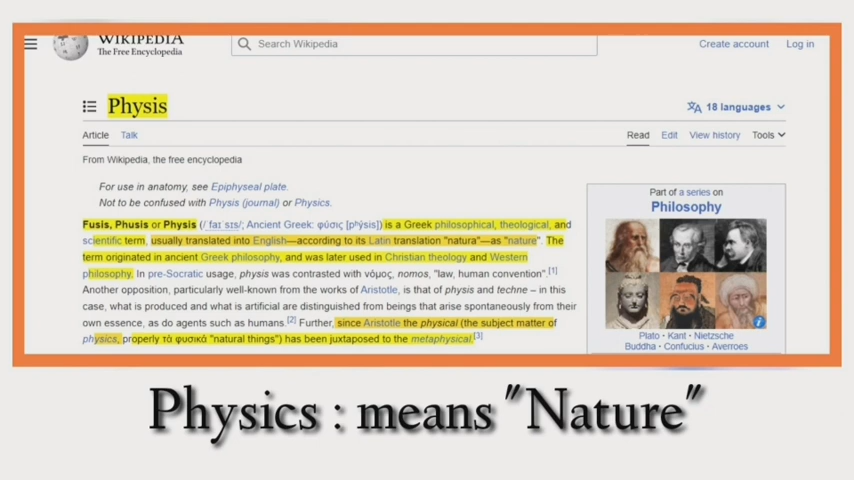 WIKIPEDIA
The Free Encyclopedia
Search Wikipedia
Create account Log in
Physis
18 languages
Article Talk
Read Edit View history Tools
From Wikipedia, the free encyclopedia
For use in anatomy, see Epiphyseal plate.
Not to be confused with Physis (journal) or Physics.
Fusis, Phusis or Physis (/ˈfaɪˈsɪs/; Ancient Greek: φύσις [pʰýsis]) is a Greek philosophical, theological, and
scientific term, usually translated into English—according to its Latin translation "natura"—as "nature". The
term originated in ancient Greek philosophy, and was later used in Christian theology and Western
philosophy. In pre-Socratic usage, physis was contrasted with νόμος, nomos, "law, human convention".[1]
Another opposition, particularly well-known from the works of Aristotle, is that of physis and techne – in this
case, what is produced and what is artificial are distinguished from beings that arise spontaneously from their
own essence, as do agents such as humans.[2] Further, since Aristotle the physical (the subject matter of
physics, properly τὰ φυσικά "natural things") has been juxtaposed to the metaphysical.[3]
Part of a series on
Philosophy
Plato · Kant · Nietzsche
Buddha · Confucius · Averroes
Physics : means "Nature"